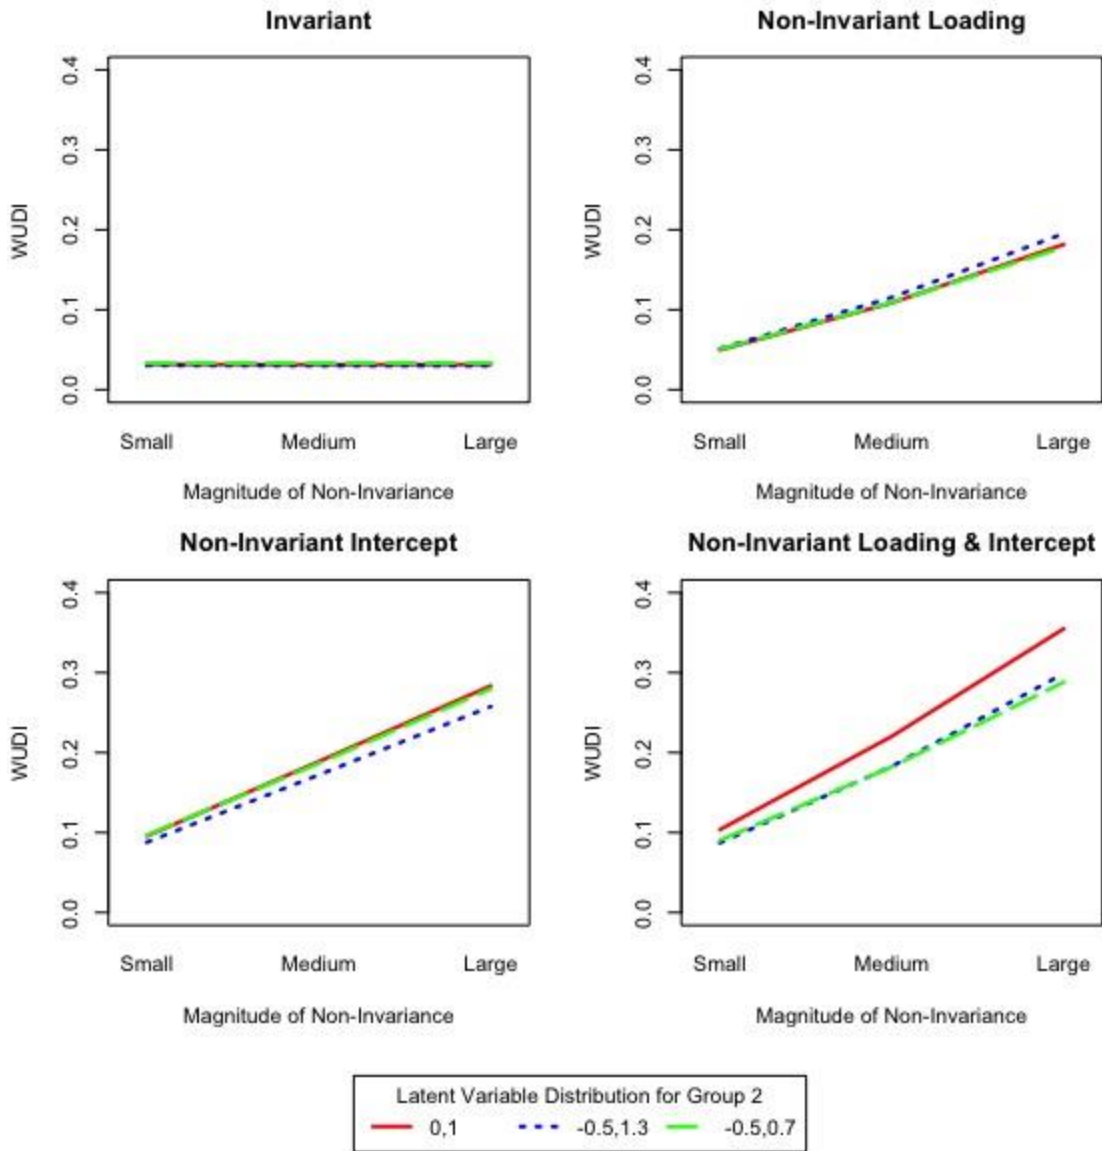 Invariant
WUDI
0.4
0.3
0.2
0.1
0.0
Small Medium Large
Magnitude of Non-Invariance
Non-Invariant Loading
WUDI
0.4
0.3
0.2
0.1
0.0
Small Medium Large
Magnitude of Non-Invariance
Non-Invariant Intercept
WUDI
0.4
0.3
0.2
0.1
0.0
Small Medium Large
Magnitude of Non-Invariance
Non-Invariant Loading & Intercept
WUDI
0.4
0.3
0.2
0.1
0.0
Small Medium Large
Magnitude of Non-Invariance
Latent Variable Distribution for Group 2
0,1 -0.5,1.3 -0.5,0.7